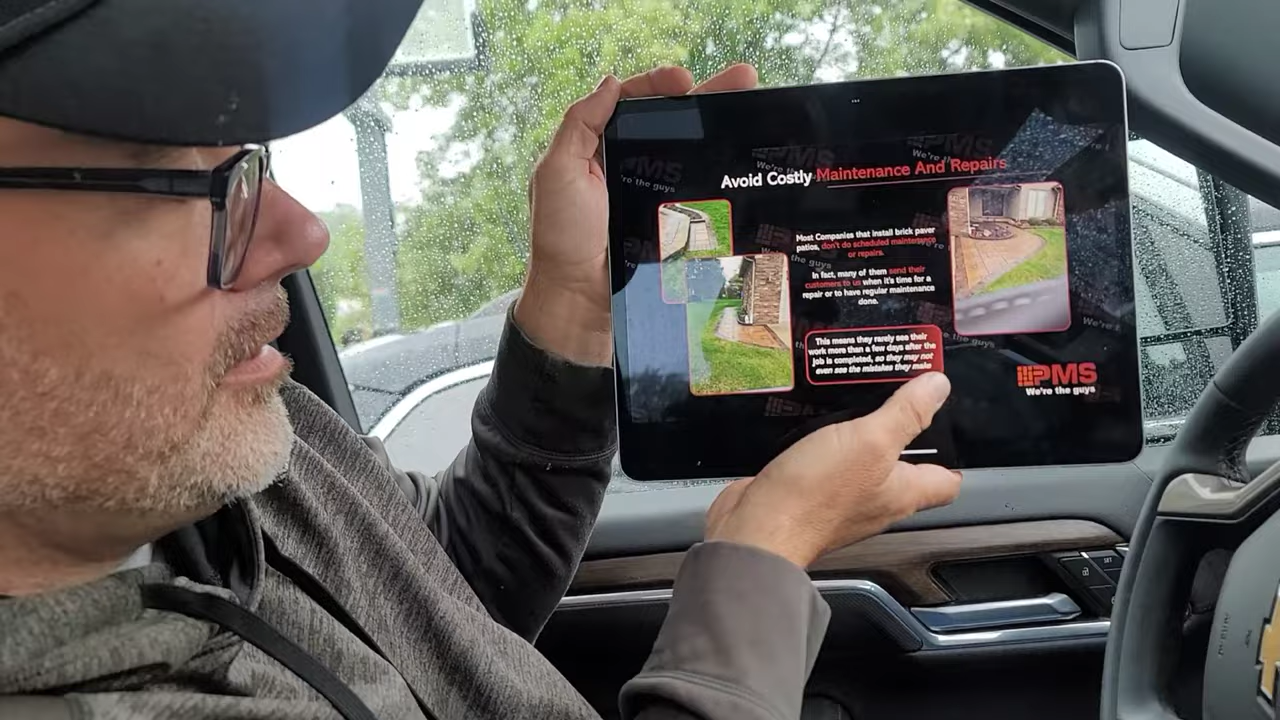 Avoid Costly Maintenance And Repairs
Most Companies that install brick paver
patios, don't do scheduled maintenance
or repairs.
In fact, many of them send their
customers to us when it's time for a
repair or to have regular maintenance
done.
This means they rarely see their
work more than a few days after the
job is completed, so they may not
even see the mistakes they make
PMS
We're the guys